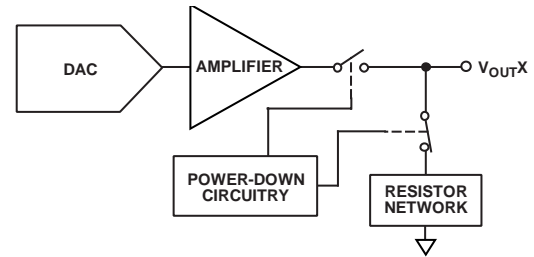 DAC
AMPLIFIER
VOUTX
POWER-DOWN
CIRCUITRY
RESISTOR
NETWORK